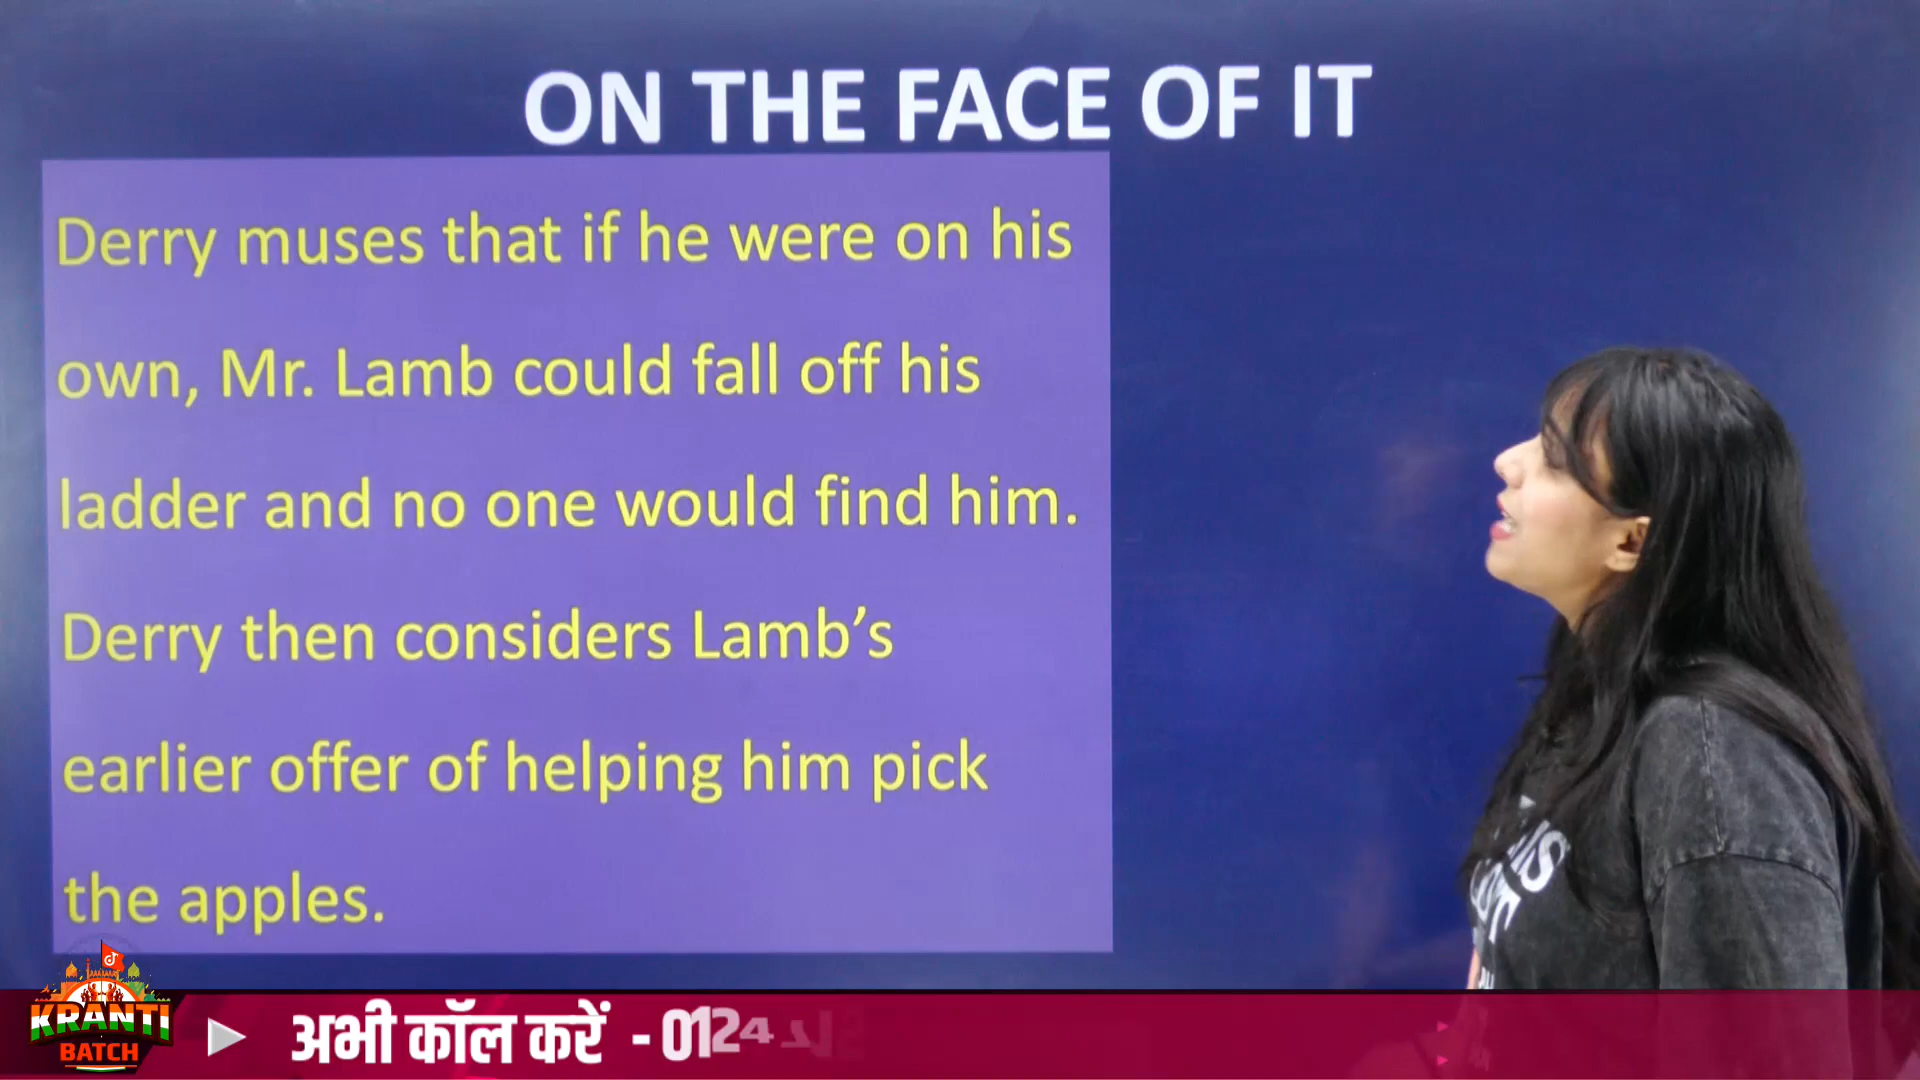 ON THE FACE OF IT
Derry muses that if he were on his
own, Mr. Lamb could fall off his
ladder and no one would find him.
Derry then considers Lamb’s
earlier offer of helping him pick
the apples.
KRANTI
BATCH
अभी कॉल करें - 0124